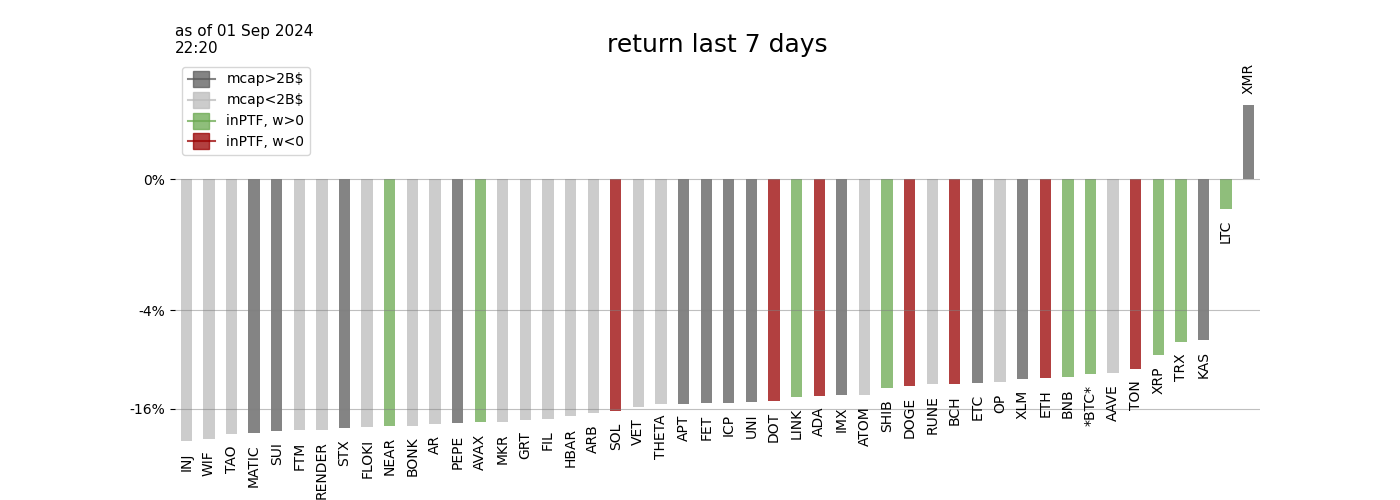 as of 01 Sep 2024
22:20
return last 7 days
mcap>2B$
mcap<2B$
inPTF, w>0
inPTF, w<0
0%
-4%
-16%
INJ
WIF
TAO
MATIC
SUI
FTM
RENDER
STX
FLOKI
NEAR
BONK
AR
PEPE
AVAX
MKR
GRT
FIL
HBAR
ARB
SOL
VET
THETA
APT
FET
ICP
UNI
DOT
LINK
ADA
IMX
ATOM
SHIB
DOGE
RUNE
BCH
ETC
OP
XLM
ETH
BNB
*BTC*
AAVE
TON
XRP
TRX
KAS
LTC
XMR